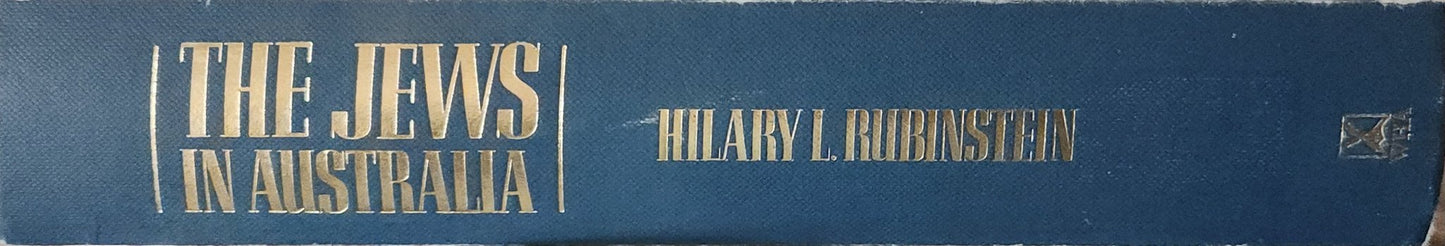 THE JEWS
IN AUSTRALIA
HILARY L. RUBINSTEIN